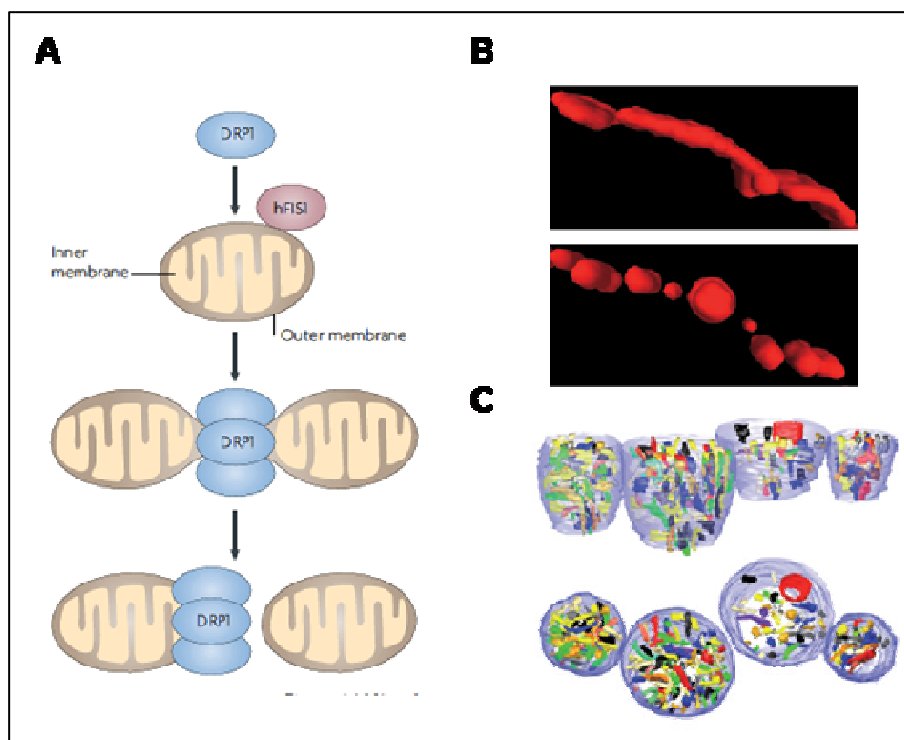 A
B
DRP1
hFIS1
Inner
membrane
Outer membrane
DRP1
C
DRP1